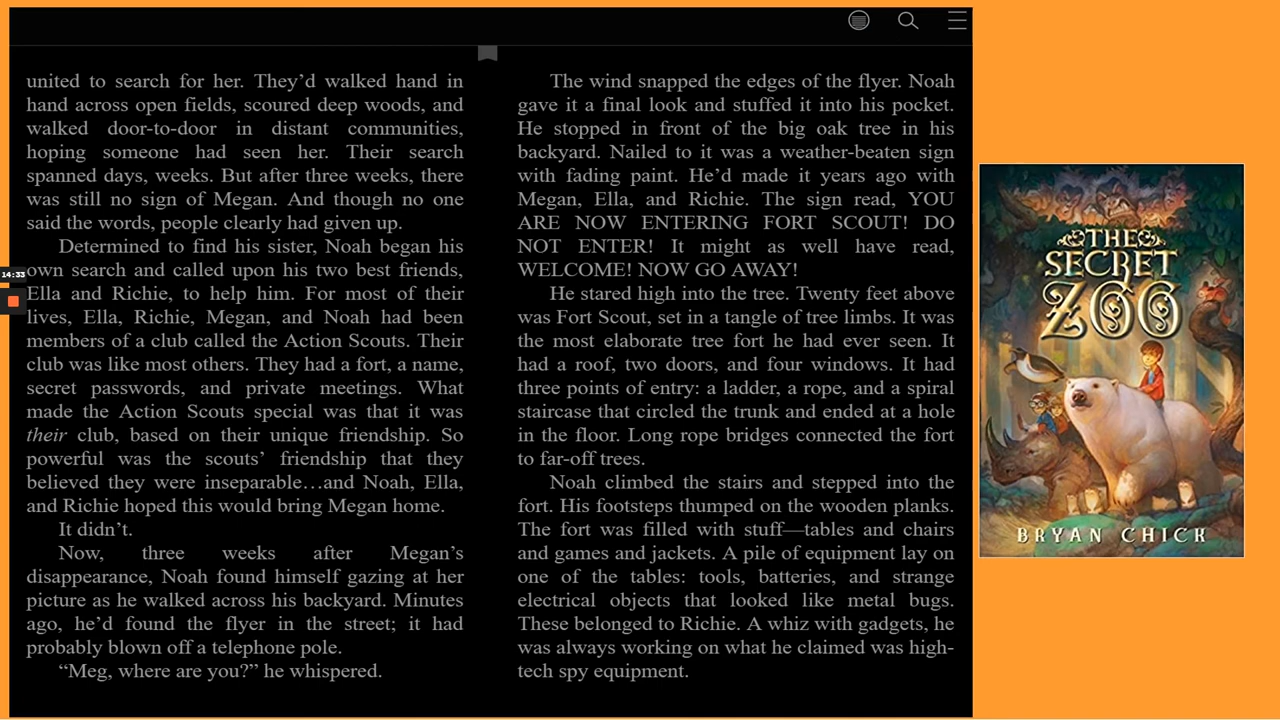 united to search for her. They’d walked hand in
hand across open fields, scoured deep woods, and
walked door-to-door in distant communities,
hoping someone had seen her. Their search
spanned days, weeks. But after three weeks, there
was still no sign of Megan. And though no one
said the words, people clearly had given up.
Determined to find his sister, Noah began his
own search and called upon his two best friends,
Ella and Richie, to help him. For most of their
lives, Ella, Richie, Megan, and Noah had been
members of a club called the Action Scouts. Their
club was like most others. They had a fort, a name,
secret passwords, and private meetings. What
made the Action Scouts special was that it was
their club, based on their unique friendship. So
powerful was the scouts’ friendship that they
believed they were inseparable…and Noah, Ella,
and Richie hoped this would bring Megan home.
It didn’t.
Now, three weeks after Megan’s
disappearance, Noah found himself gazing at her
picture as he walked across his backyard. Minutes
ago, he’d found the flyer in the street; it had
probably blown off a telephone pole.
“Meg, where are you?” he whispered.
The wind snapped the edges of the flyer. Noah
gave it a final look and stuffed it into his pocket.
He stopped in front of the big oak tree in his
backyard. Nailed to it was a weather-beaten sign
with fading paint. He’d made it years ago with
Megan, Ella, and Richie. The sign read, YOU
ARE NOW ENTERING FORT SCOUT! DO
NOT ENTER! It might as well have read,
WELCOME! NOW GO AWAY!
He stared high into the tree. Twenty feet above
was Fort Scout, set in a tangle of tree limbs. It was
the most elaborate tree fort he had ever seen. It
had a roof, two doors, and four windows. It had
three points of entry: a ladder, a rope, and a spiral
staircase that circled the trunk and ended at a hole
in the floor. Long rope bridges connected the fort
to far-off trees.
Noah climbed the stairs and stepped into the
fort. His footsteps thumped on the wooden planks.
The fort was filled with stuff—tables and chairs
and games and jackets. A pile of equipment lay on
one of the tables: tools, batteries, and strange
electrical objects that looked like metal bugs.
These belonged to Richie. A whiz with gadgets, he
was always working on what he claimed was high-
tech spy equipment.
14:33
THE
SECRET
ZOO
BRYAN CHICK